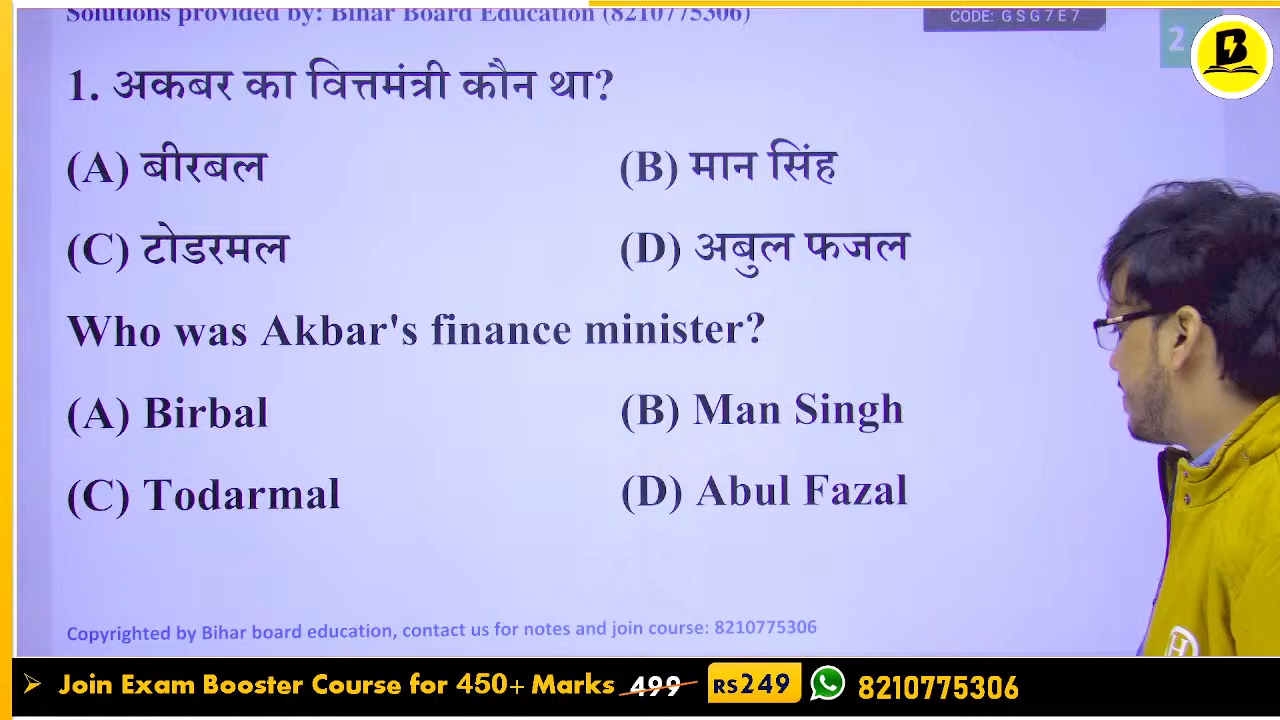 Solutions provided by: Bihar Board Education (8210775306)
CODE: G S G 7 E 7
2
B
1. अकबर का वित्तमंत्री कौन था?
(A) बीरबल (B) मान सिंह
(C) टोडरमल (D) अबुल फजल
Who was Akbar's finance minister?
(A) Birbal (B) Man Singh
(C) Todarmal (D) Abul Fazal
Copyrighted by Bihar board education, contact us for notes and join course: 8210775306
H
Join Exam Booster Course for 450+ Marks 499 RS249 8210775306